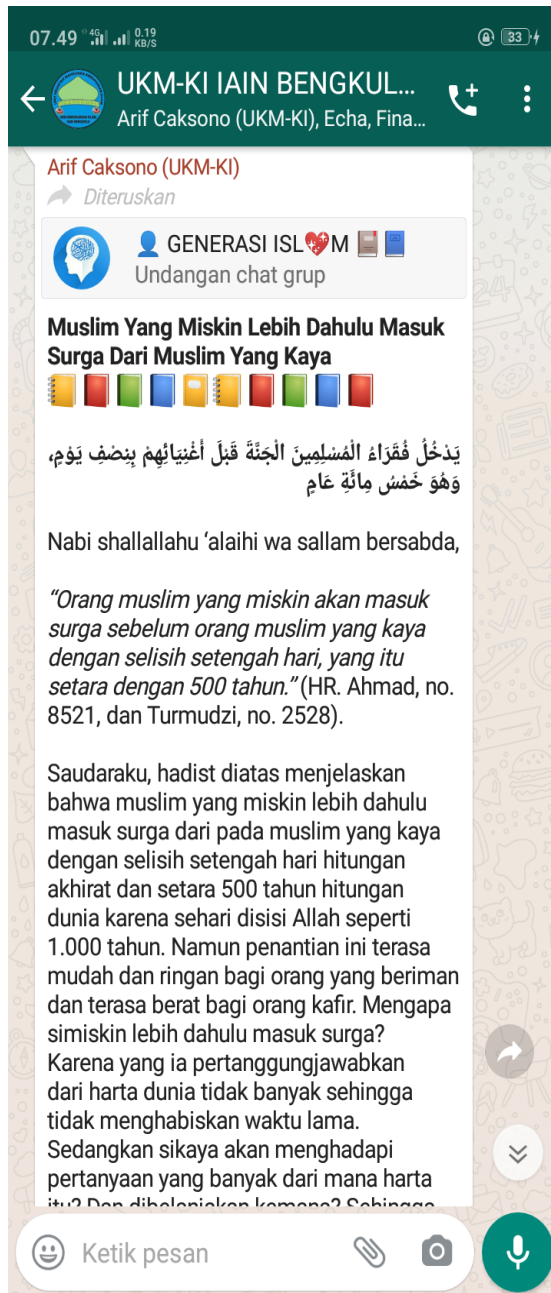 07.49 4G 0.19 KB/S 33
UKM-KI IAIN BENGKUL...
Arif Caksono (UKM-KI), Echa, Fina...
Arif Caksono (UKM-KI)
Diteruskan
GENERASI ISL💖M
Undangan chat grup
Muslim Yang Miskin Lebih Dahulu Masuk
Surga Dari Muslim Yang Kaya
يَدْخُلُ فُقَرَاءُ الْمُسْلِمِينَ الْجَنَّةَ قَبْلَ أَغْنِيَائِهِمْ بِنِصْفِ يَوْمٍ،
وَهُوَ خَمْسُ مِائَةِ عَامٍ
Nabi shallallahu ‘alaihi wa sallam bersabda,
“Orang muslim yang miskin akan masuk
surga sebelum orang muslim yang kaya
dengan selisih setengah hari, yang itu
setara dengan 500 tahun.” (HR. Ahmad, no.
8521, dan Turmudzi, no. 2528).
Saudaraku, hadist diatas menjelaskan
bahwa muslim yang miskin lebih dahulu
masuk surga dari pada muslim yang kaya
dengan selisih setengah hari hitungan
akhirat dan setara 500 tahun hitungan
dunia karena sehari disisi Allah seperti
1.000 tahun. Namun penantian ini terasa
mudah dan ringan bagi orang yang beriman
dan terasa berat bagi orang kafir. Mengapa
simiskin lebih dahulu masuk surga?
Karena yang ia pertanggungjawabkan
dari harta dunia tidak banyak sehingga
tidak menghabiskan waktu lama.
Sedangkan sikaya akan menghadapi
pertanyaan yang banyak dari mana harta
itu? Dan dibelanjakan kemana? Sehingga
Ketik pesan